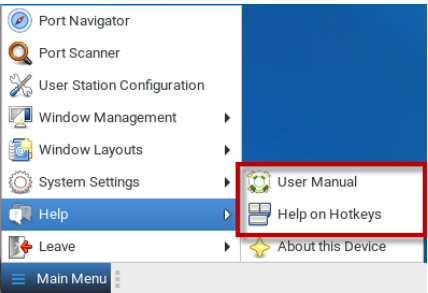 Port Navigator
Port Scanner
User Station Configuration
Window Management
Window Layouts
System Settings
Help
Leave
User Manual
Help on Hotkeys
About this Device
Main Menu